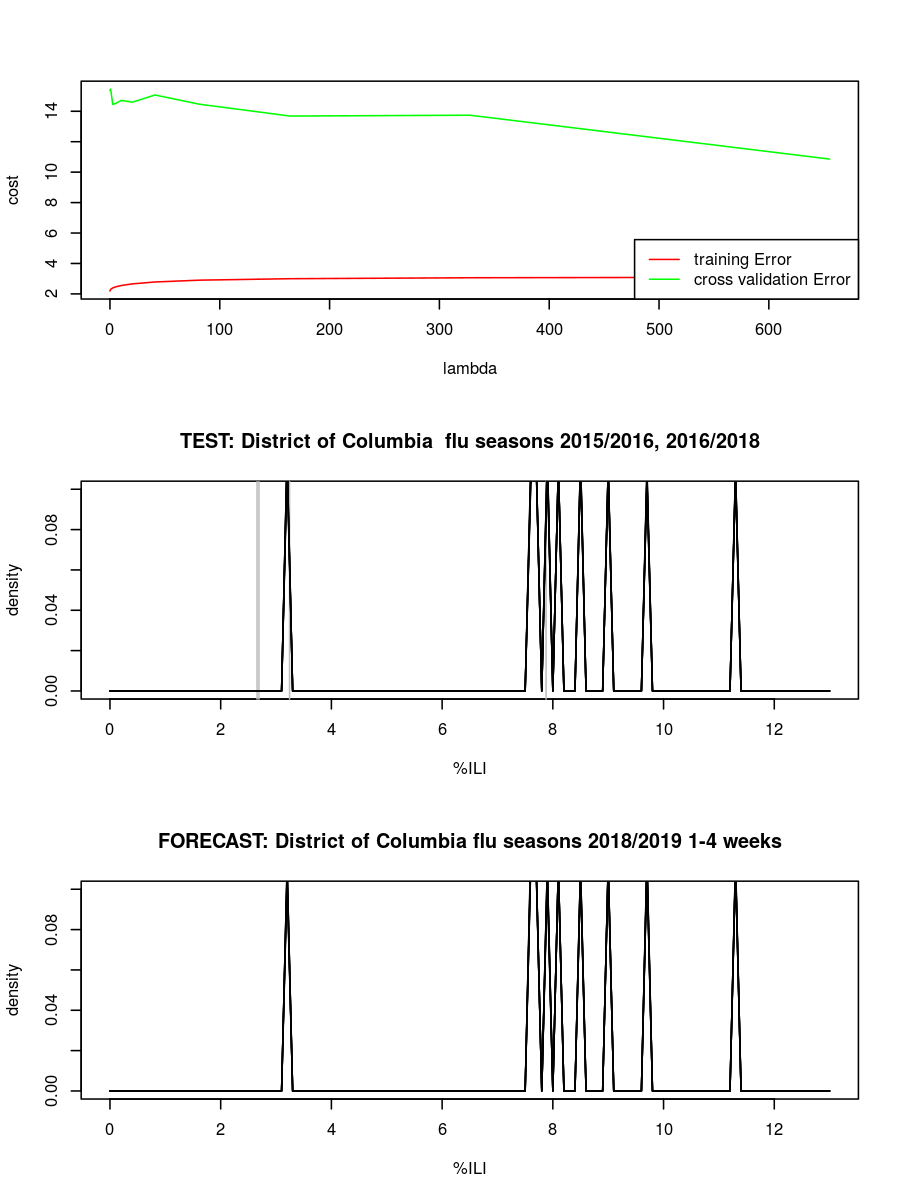 14
10
8
6
4
2
cost
training Error
cross validation Error
0 100 200 300 400 500 600
lambda
TEST: District of Columbia  flu seasons 2015/2016, 2016/2018
0.08
0.04
0.00
density
0 2 4 6 8 10 12
%ILI
FORECAST: District of Columbia flu seasons 2018/2019 1-4 weeks
0.08
0.04
0.00
density
0 2 4 6 8 10 12
%ILI